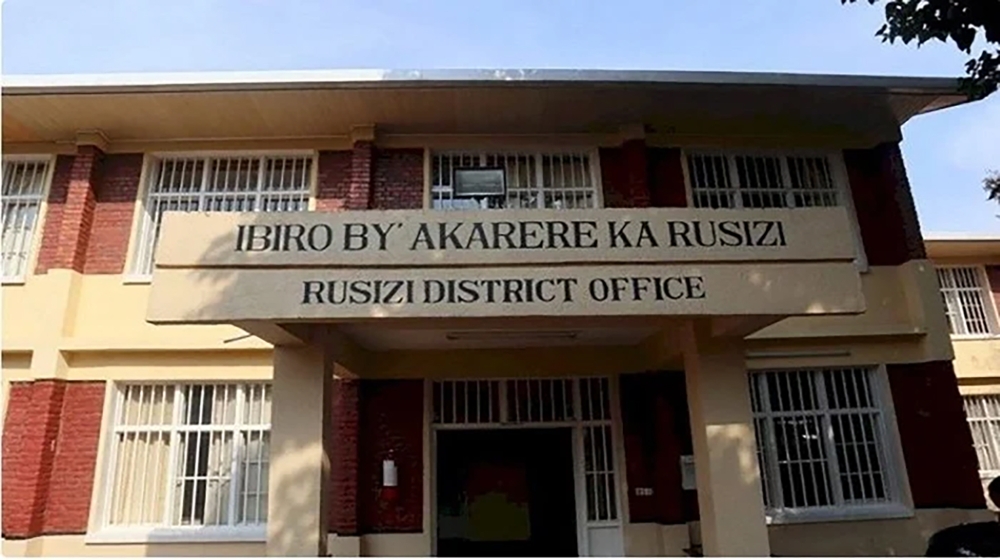 IBIRO BY' AKARERE KA RUSIZI
RUSIZI DISTRICT OFFICE